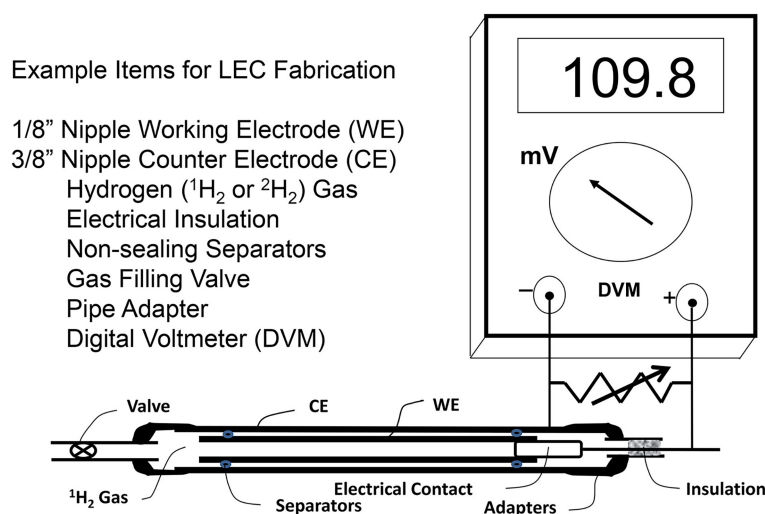 Example Items for LEC Fabrication
1/8” Nipple Working Electrode (WE)
3/8” Nipple Counter Electrode (CE)
Hydrogen (¹H₂ or ²H₂) Gas
Electrical Insulation
Non-sealing Separators
Gas Filling Valve
Pipe Adapter
Digital Voltmeter (DVM)
109.8
mV
− DVM +
Valve
CE
WE
¹H₂ Gas
Separators
Electrical Contact
Adapters
Insulation